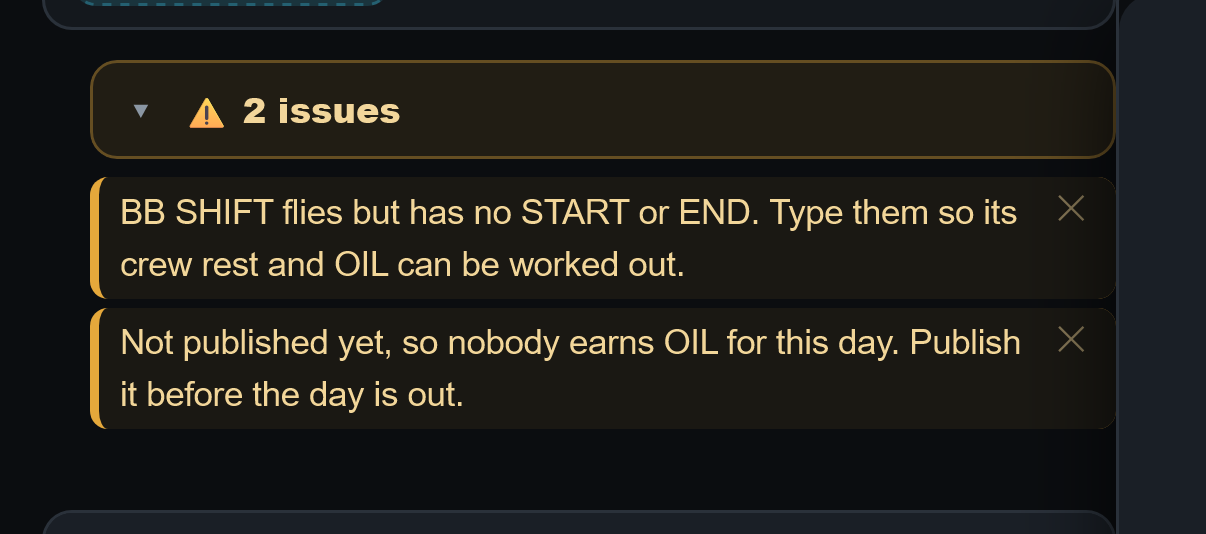 2 issues
BB SHIFT flies but has no START or END. Type them so its
crew rest and OIL can be worked out.
Not published yet, so nobody earns OIL for this day. Publish
it before the day is out.